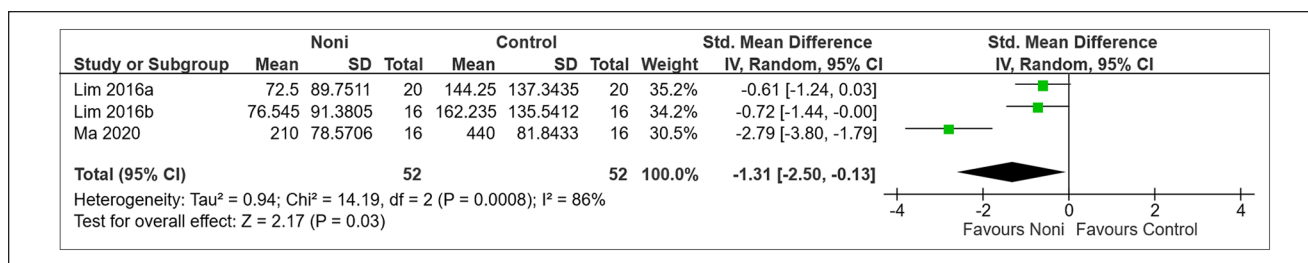 Noni Control Std. Mean Difference Std. Mean Difference
Study or Subgroup Mean SD Total Mean SD Total Weight IV, Random, 95% CI IV, Random, 95% CI
Lim 2016a 72.5 89.7511 20 144.25 137.3435 20 35.2% -0.61 [-1.24, 0.03]
Lim 2016b 76.545 91.3805 16 162.235 135.5412 16 34.2% -0.72 [-1.44, -0.00]
Ma 2020 210 78.5706 16 440 81.8433 16 30.5% -2.79 [-3.80, -1.79]
Total (95% CI) 52 52 100.0% -1.31 [-2.50, -0.13]
Heterogeneity: Tau² = 0.94; Chi² = 14.19, df = 2 (P = 0.0008); I² = 86%
Test for overall effect: Z = 2.17 (P = 0.03)
-4 -2 0 2 4
Favours Noni Favours Control